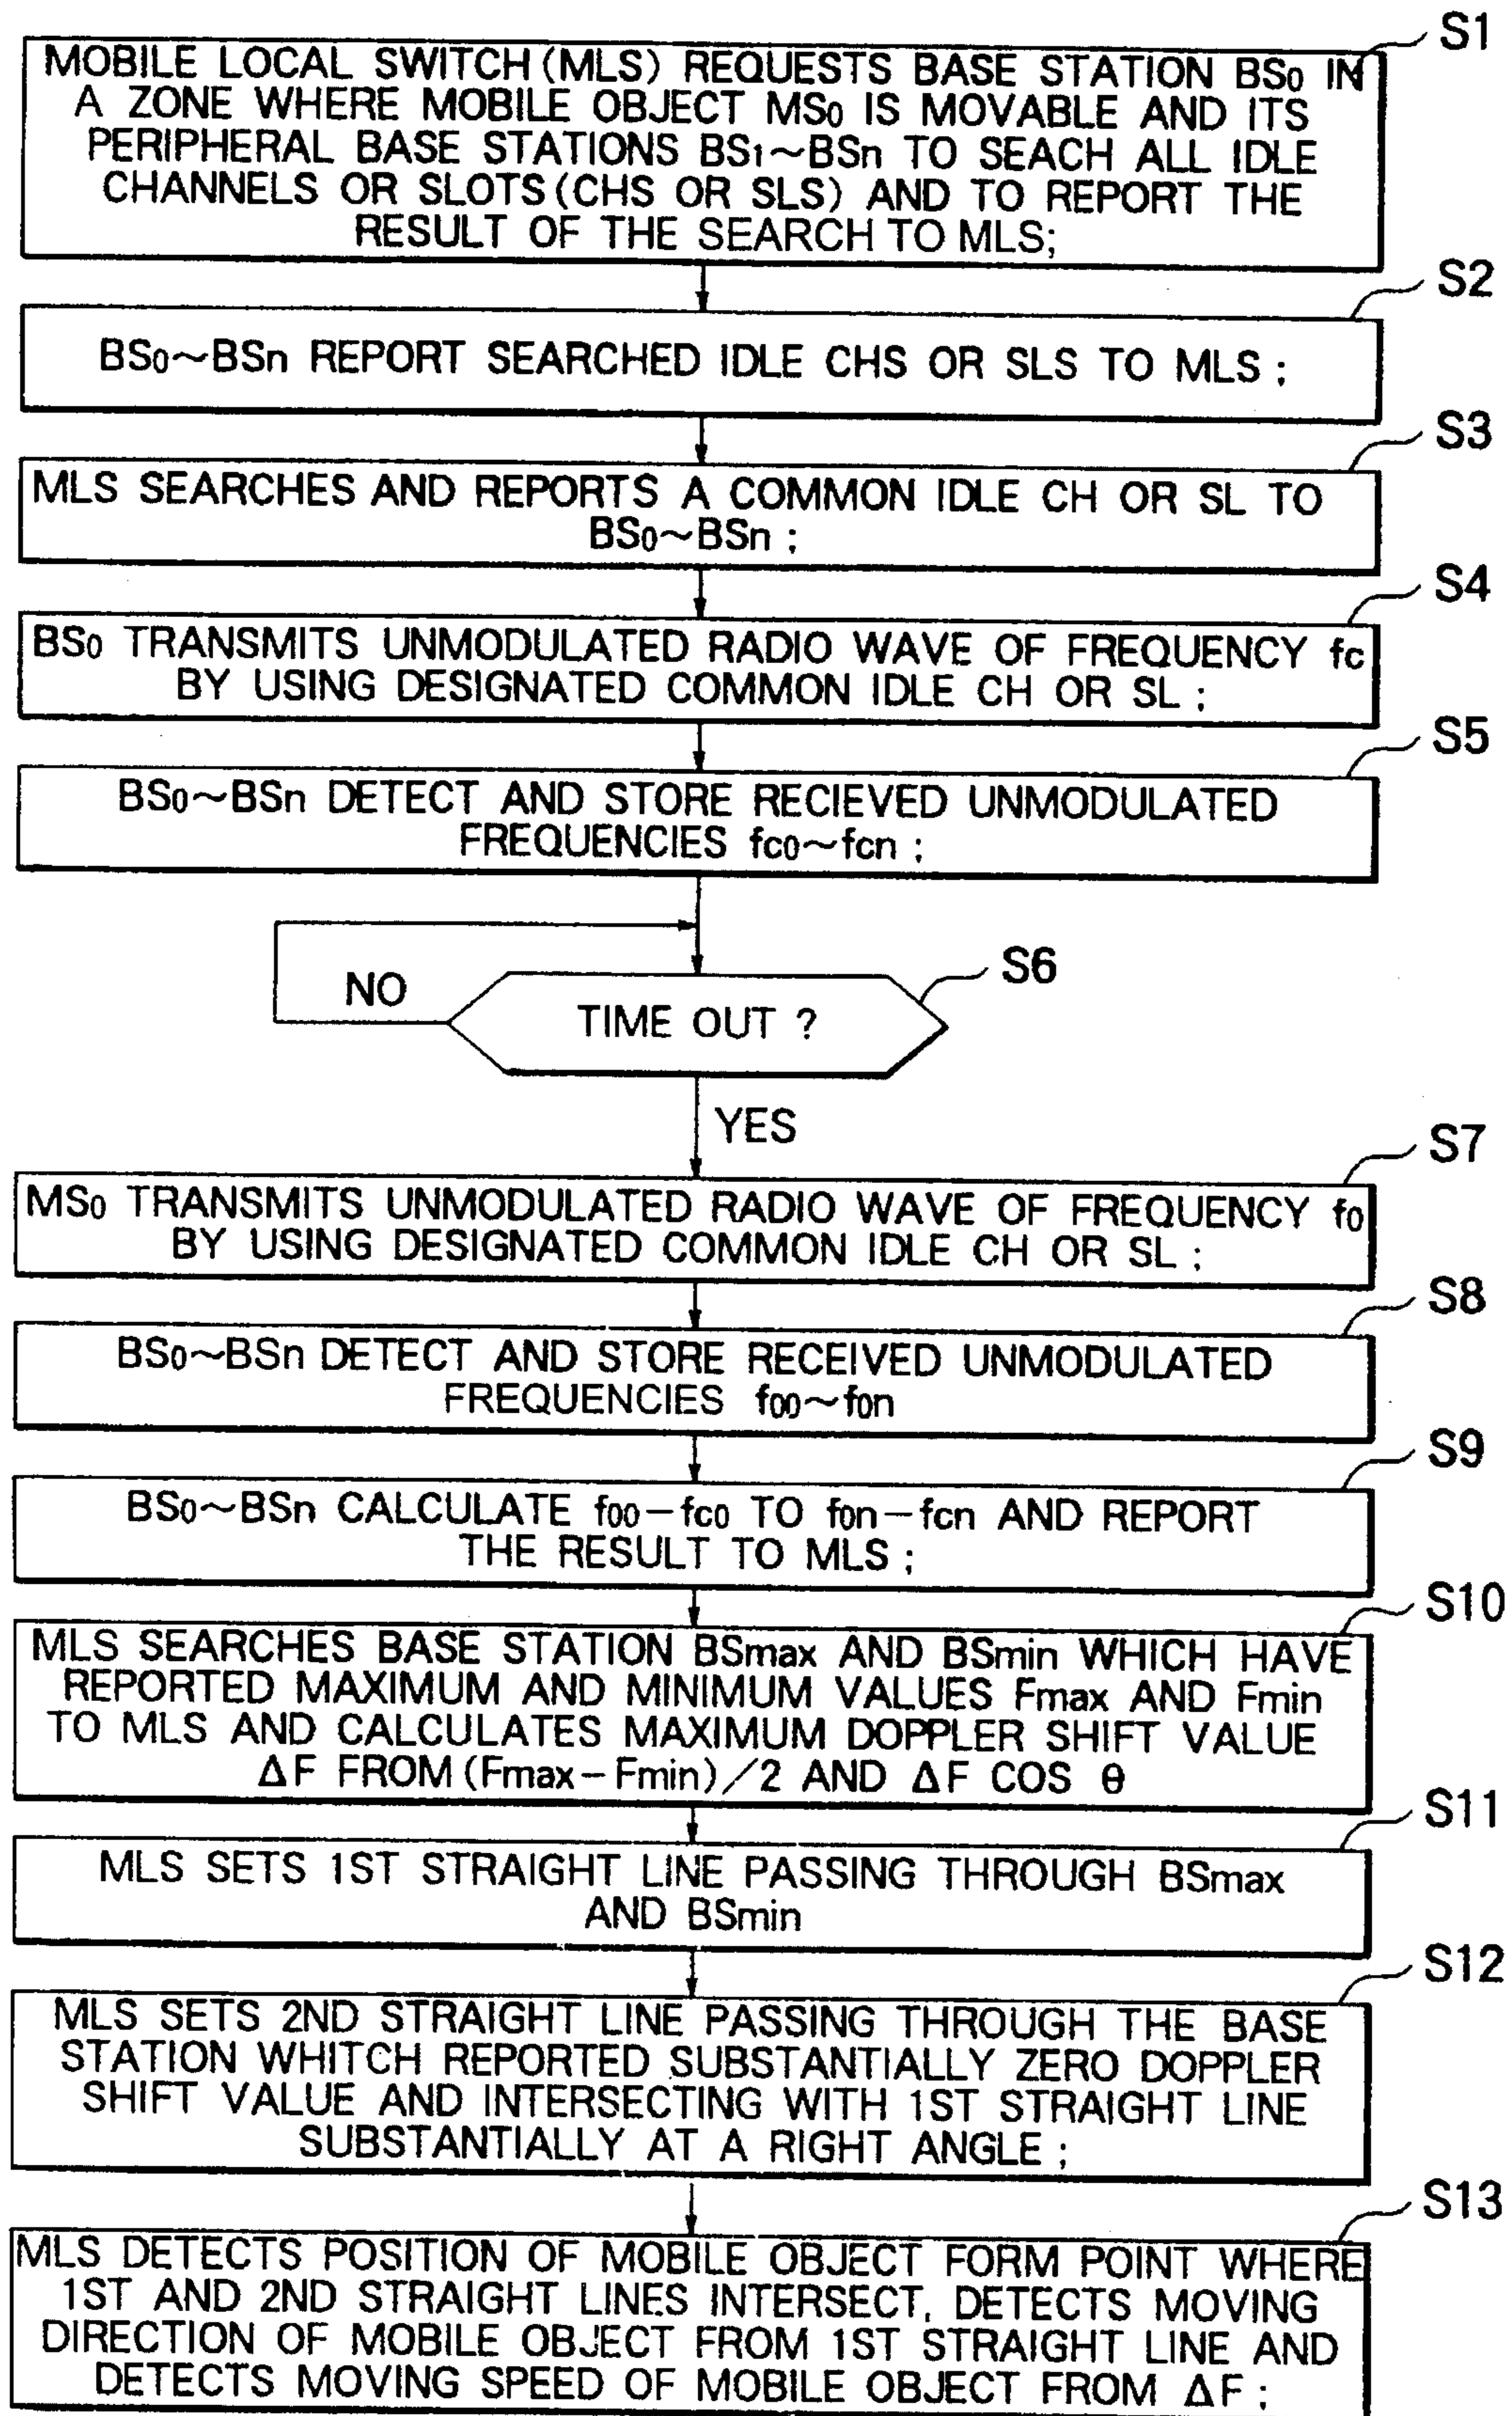 S1
MOBILE LOCAL SWITCH (MLS) REQUESTS BASE STATION BS0 IN
A ZONE WHERE MOBILE OBJECT MS0 IS MOVABLE AND ITS
PERIPHERAL BASE STATIONS BS1~BSn TO SEACH ALL IDLE
CHANNELS OR SLOTS (CHS OR SLS) AND TO REPORT THE
RESULT OF THE SEARCH TO MLS;
S2
BS0~BSn REPORT SEARCHED IDLE CHS OR SLS TO MLS ;
S3
MLS SEARCHES AND REPORTS A COMMON IDLE CH OR SL TO
BS0~BSn ;
S4
BS0 TRANSMITS UNMODULATED RADIO WAVE OF FREQUENCY fc
BY USING DESIGNATED COMMON IDLE CH OR SL ;
S5
BS0~BSn DETECT AND STORE RECIEVED UNMODULATED
FREQUENCIES fc0~fcn ;
S6
NO
TIME OUT ?
YES
S7
MS0 TRANSMITS UNMODULATED RADIO WAVE OF FREQUENCY f0
BY USING DESIGNATED COMMON IDLE CH OR SL ;
S8
BS0~BSn DETECT AND STORE RECEIVED UNMODULATED
FREQUENCIES f00~f0n
S9
BS0~BSn CALCULATE f00-fc0 TO f0n-fcn AND REPORT
THE RESULT TO MLS ;
S10
MLS SEARCHES BASE STATION BSmax AND BSmin WHICH HAVE
REPORTED MAXIMUM AND MINIMUM VALUES Fmax AND Fmin
TO MLS AND CALCULATES MAXIMUM DOPPLER SHIFT VALUE
ΔF FROM (Fmax-Fmin)/2 AND ΔF COS θ
S11
MLS SETS 1ST STRAIGHT LINE PASSING THROUGH BSmax
AND BSmin
S12
MLS SETS 2ND STRAIGHT LINE PASSING THROUGH THE BASE
STATION WHITCH REPORTED SUBSTANTIALLY ZERO DOPPLER
SHIFT VALUE AND INTERSECTING WITH 1ST STRAIGHT LINE
SUBSTANTIALLY AT A RIGHT ANGLE ;
S13
MLS DETECTS POSITION OF MOBILE OBJECT FORM POINT WHERE
1ST AND 2ND STRAIGHT LINES INTERSECT, DETECTS MOVING
DIRECTION OF MOBILE OBJECT FROM 1ST STRAIGHT LINE AND
DETECTS MOVING SPEED OF MOBILE OBJECT FROM ΔF ;